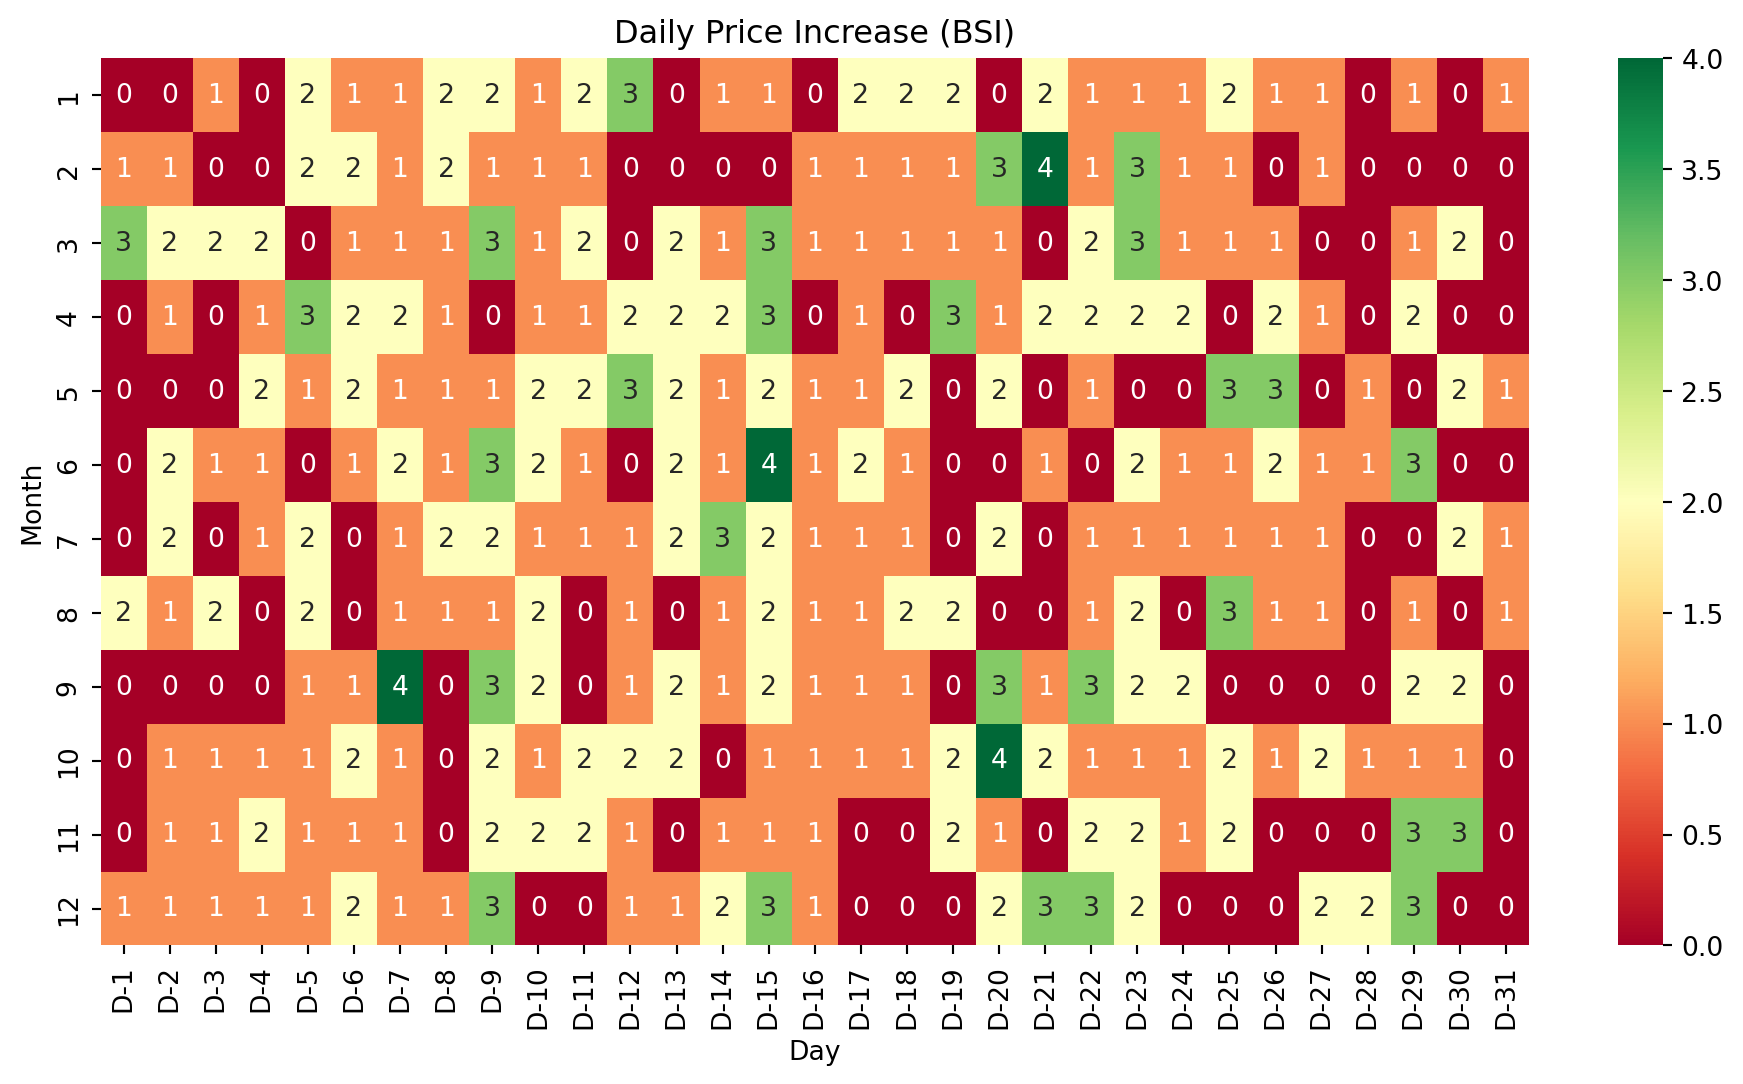 Daily Price Increase (BSI)
1 0 0 1 0 2 1 1 2 2 1 2 3 0 1 1 0 2 2 2 0 2 1 1 1 2 1 1 0 1 0 1
2 1 1 0 0 2 2 1 2 1 1 1 0 0 0 0 1 1 1 1 3 4 1 3 1 1 0 1 0 0 0 0
3 3 2 2 2 0 1 1 1 3 1 2 0 2 1 3 1 1 1 1 1 0 2 3 1 1 1 0 0 1 2 0
4 0 1 0 1 3 2 2 1 0 1 1 2 2 2 3 0 1 0 3 1 2 2 2 2 0 2 1 0 2 0 0
5 0 0 0 2 1 2 1 1 1 2 2 3 2 1 2 1 1 2 0 2 0 1 0 0 3 3 0 1 0 2 1
6 0 2 1 1 0 1 2 1 3 2 1 0 2 1 4 1 2 1 0 0 1 0 2 1 1 2 1 1 3 0 0
7 0 2 0 1 2 0 1 2 2 1 1 1 2 3 2 1 1 1 0 2 0 1 1 1 1 1 1 0 0 2 1
8 2 1 2 0 2 0 1 1 1 2 0 1 0 1 2 1 1 2 2 0 0 1 2 0 3 1 1 0 1 0 1
9 0 0 0 0 1 1 4 0 3 2 0 1 2 1 2 1 1 1 0 3 1 3 2 2 0 0 0 0 2 2 0
10 0 1 1 1 1 2 1 0 2 1 2 2 2 0 1 1 1 1 2 4 2 1 1 1 2 1 2 1 1 1 0
11 0 1 1 2 1 1 1 0 2 2 2 1 0 1 1 1 0 0 2 1 0 2 2 1 2 0 0 0 3 3 0
12 1 1 1 1 1 2 1 1 3 0 0 1 1 2 3 1 0 0 0 2 3 3 2 0 0 0 2 2 3 0 0
D-1 D-2 D-3 D-4 D-5 D-6 D-7 D-8 D-9 D-10 D-11 D-12 D-13 D-14 D-15 D-16 D-17 D-18 D-19 D-20 D-21 D-22 D-23 D-24 D-25 D-26 D-27 D-28 D-29 D-30 D-31
Day
Month
4.0
3.5
3.0
2.5
2.0
1.5
1.0
0.5
0.0